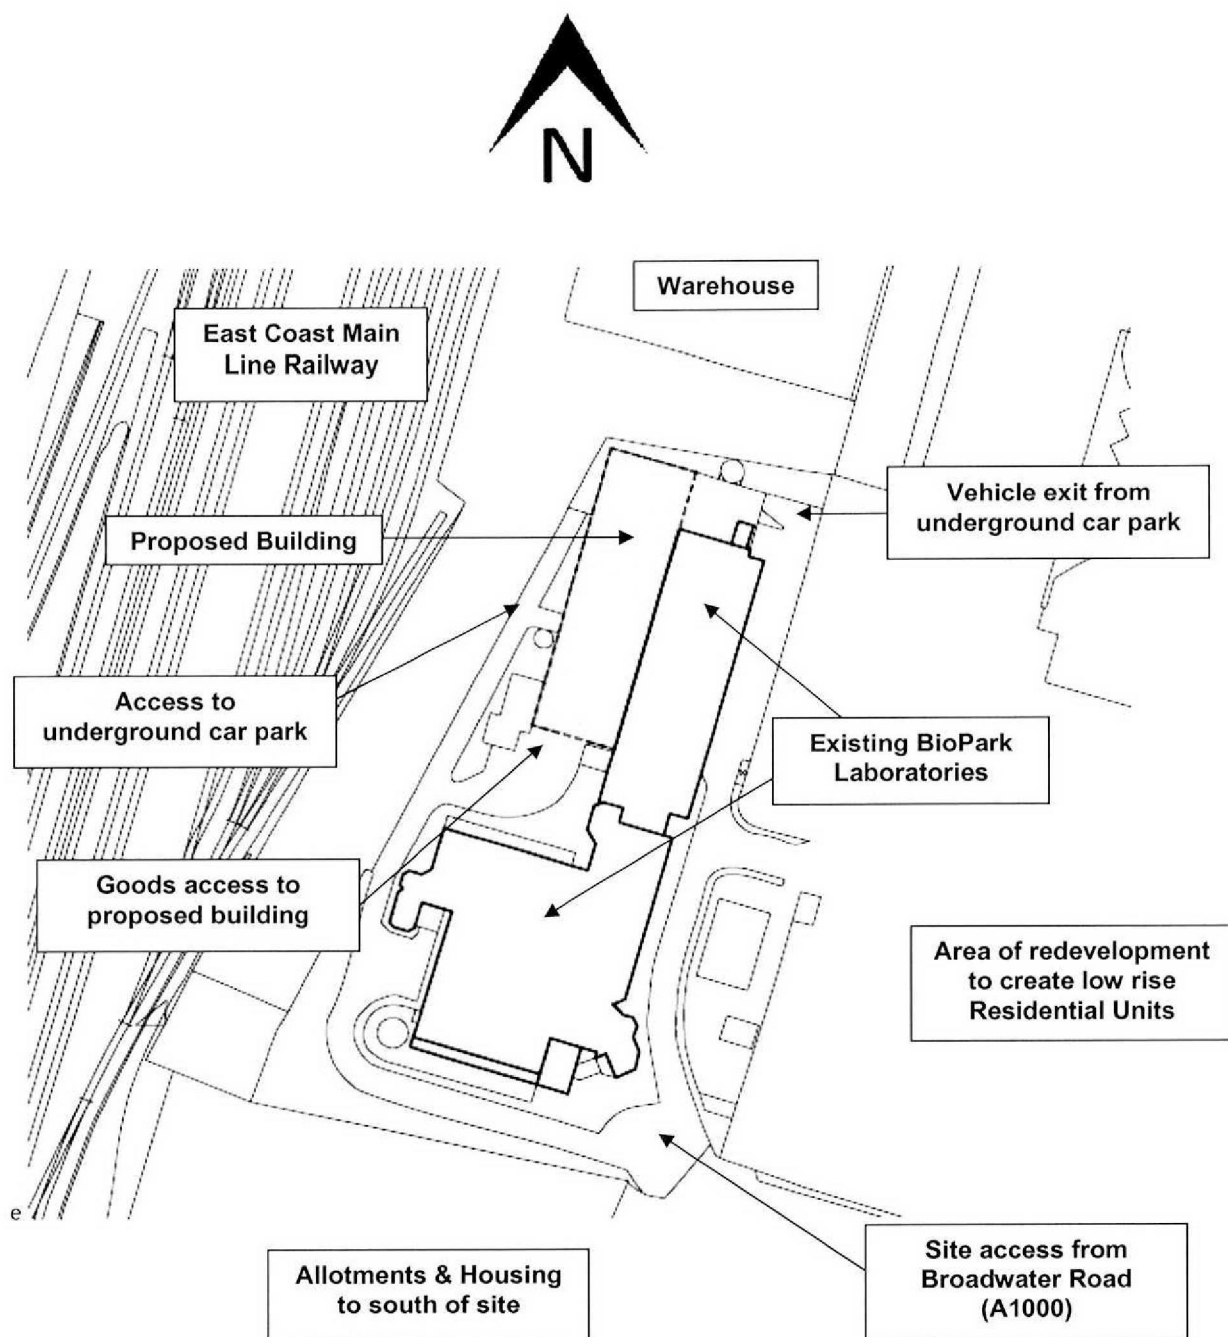 N
Warehouse
East Coast Main
Line Railway
Vehicle exit from
underground car park
Proposed Building
Access to
underground car park
Existing BioPark
Laboratories
Goods access to
proposed building
Area of redevelopment
to create low rise
Residential Units
e
Site access from
Broadwater Road
(A1000)
Allotments & Housing
to south of site